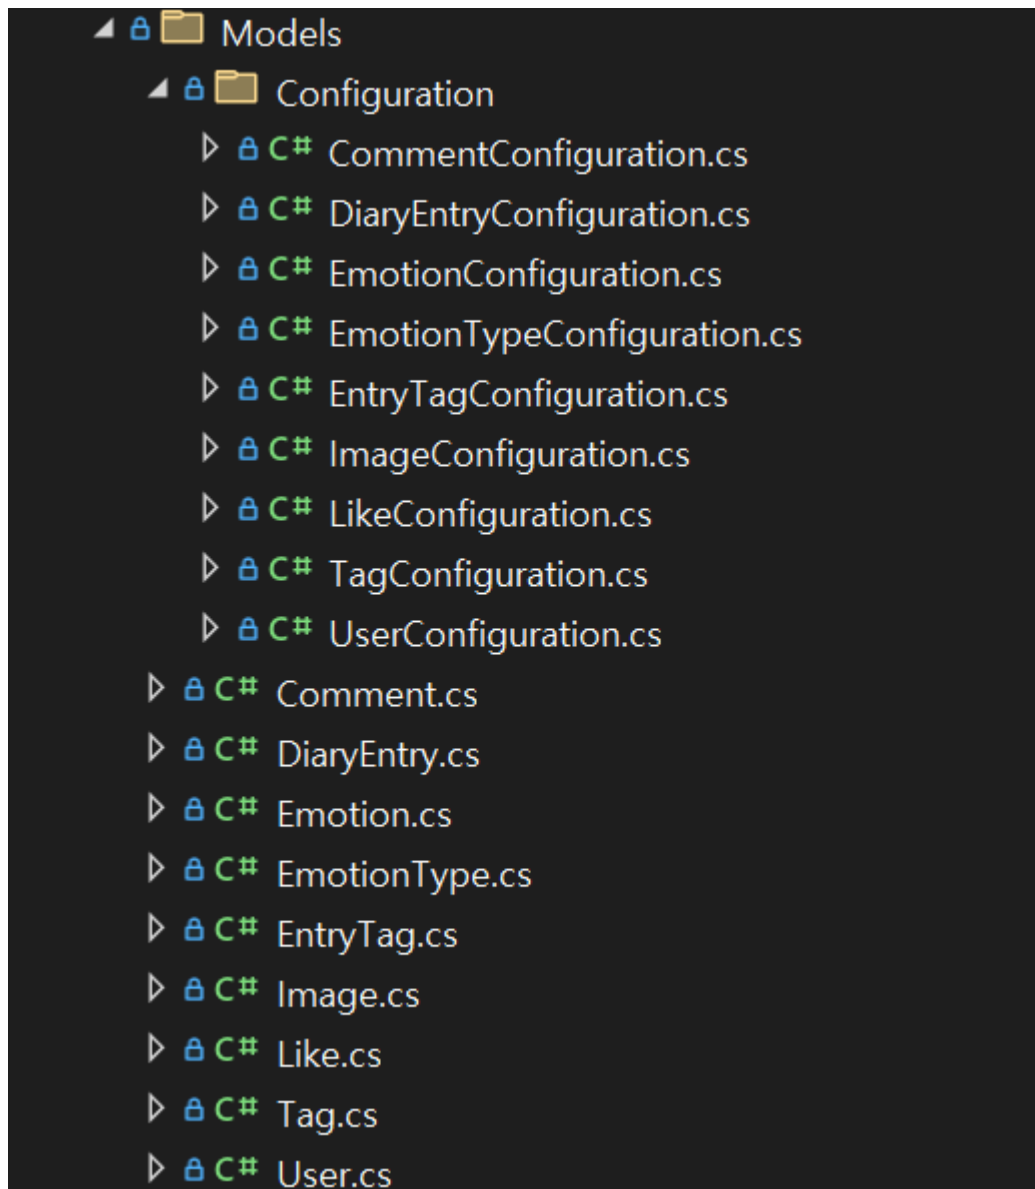 Models
Configuration
C# CommentConfiguration.cs
C# DiaryEntryConfiguration.cs
C# EmotionConfiguration.cs
C# EmotionTypeConfiguration.cs
C# EntryTagConfiguration.cs
C# ImageConfiguration.cs
C# LikeConfiguration.cs
C# TagConfiguration.cs
C# UserConfiguration.cs
C# Comment.cs
C# DiaryEntry.cs
C# Emotion.cs
C# EmotionType.cs
C# EntryTag.cs
C# Image.cs
C# Like.cs
C# Tag.cs
C# User.cs